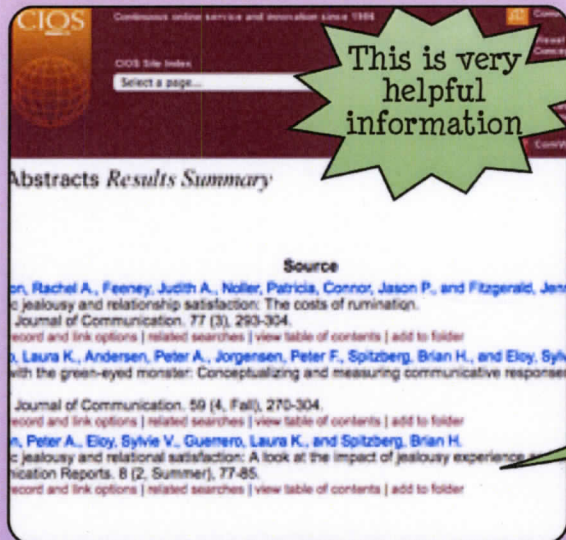 CIOS
Continuous online service and innovation since 1986
CIOS Site Index
Select a page...
This is very
helpful
information
Abstracts Results Summary
Source
on, Rachel A., Feeney, Judith A., Noller, Patricia, Connor, Jason P., and Fitzgerald, Jenn
c jealousy and relationship satisfaction: The costs of rumination.
Journal of Communication. 77 (3), 293-304.
ecord and link options | related searches | view table of contents | add to folder
o, Laura K., Andersen, Peter A., Jorgensen, Peter F., Spitzberg, Brian H., and Eloy, Sylv
with the green-eyed monster: Conceptualizing and measuring communicative response
Journal of Communication. 59 (4, Fall), 270-304.
ecord and link options | related searches | view table of contents | add to folder
n, Peter A., Eloy, Sylvie V., Guerrero, Laura K., and Spitzberg, Brian H.
c jealousy and relational satisfaction: A look at the impact of jealousy experience
ication Reports. 8 (2, Summer), 77-85.
ecord and link options | related searches | view table of contents | add to folder